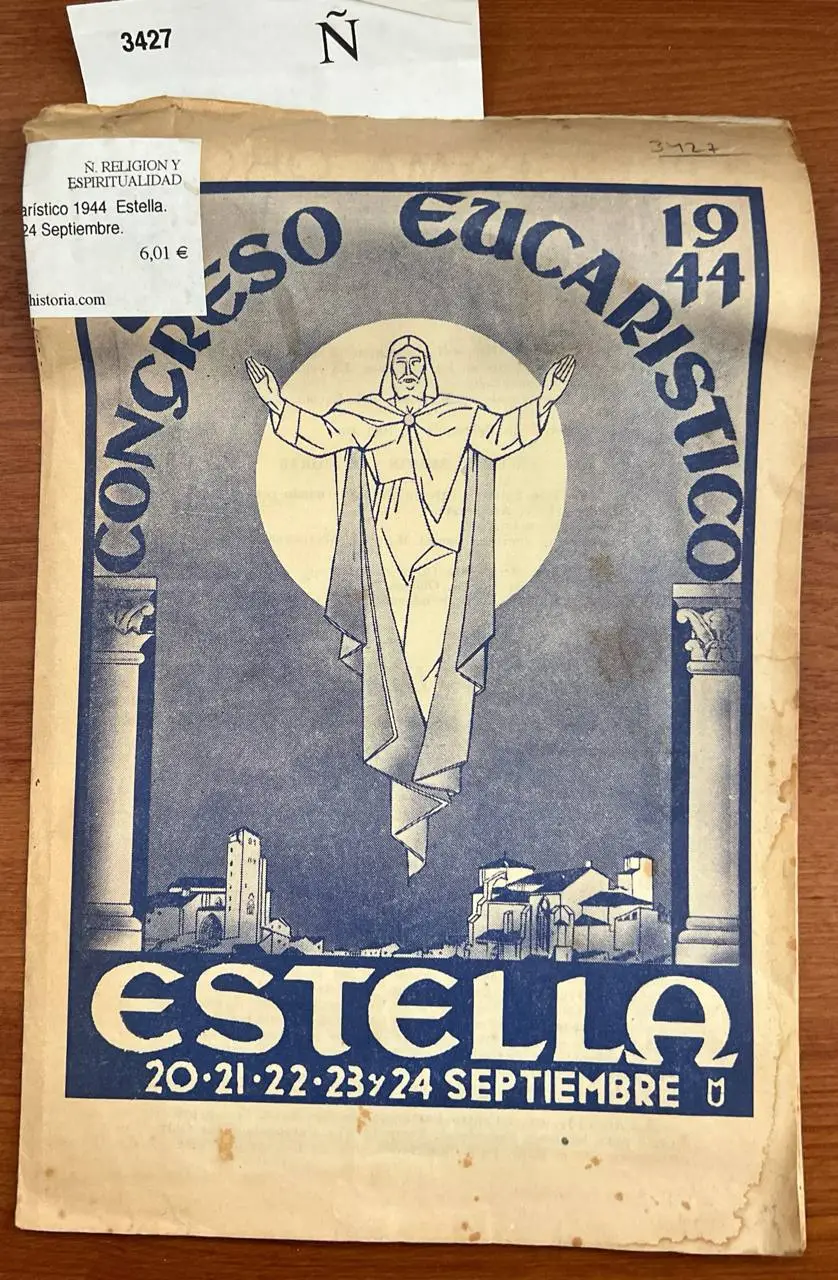 3427 Ñ
3427
Ñ. RELIGION Y
ESPIRITUALIDAD
arístico 1944 Estella.
24 Septiembre.
6,01 €
historia.com
CONGRESO EUCARISTICO
19
44
ESTELLA
20·21·22·23 y 24 SEPTIEMBRE